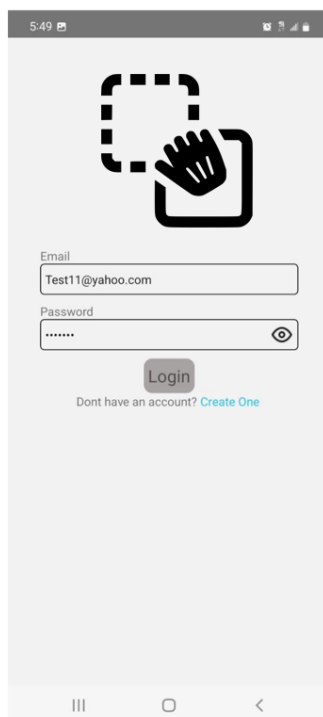 5:49
Email
Test11@yahoo.com
Password
•••••••
Login
Dont have an account? Create One